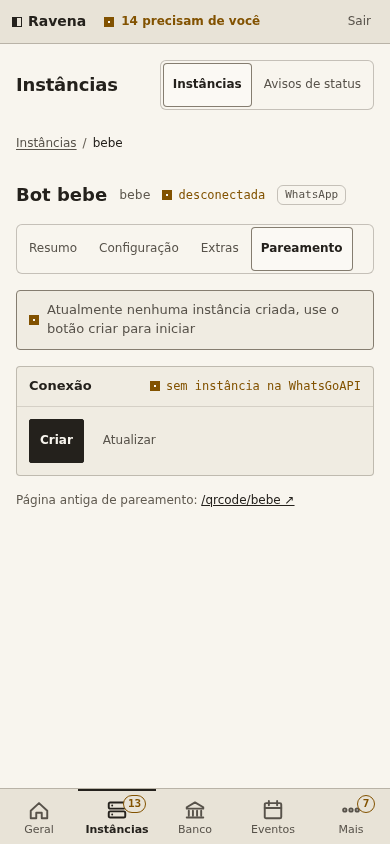 Ravena
14 precisam de você
Sair
Instâncias
Instâncias
Avisos de status
Instâncias / bebe
Bot bebe
bebe
desconectada
WhatsApp
Resumo
Configuração
Extras
Pareamento
Atualmente nenhuma instância criada, use o
botão criar para iniciar
Conexão
sem instância na WhatsGoAPI
Criar
Atualizar
Página antiga de pareamento: /qrcode/bebe ↗
13
7
Geral
Instâncias
Banco
Eventos
Mais